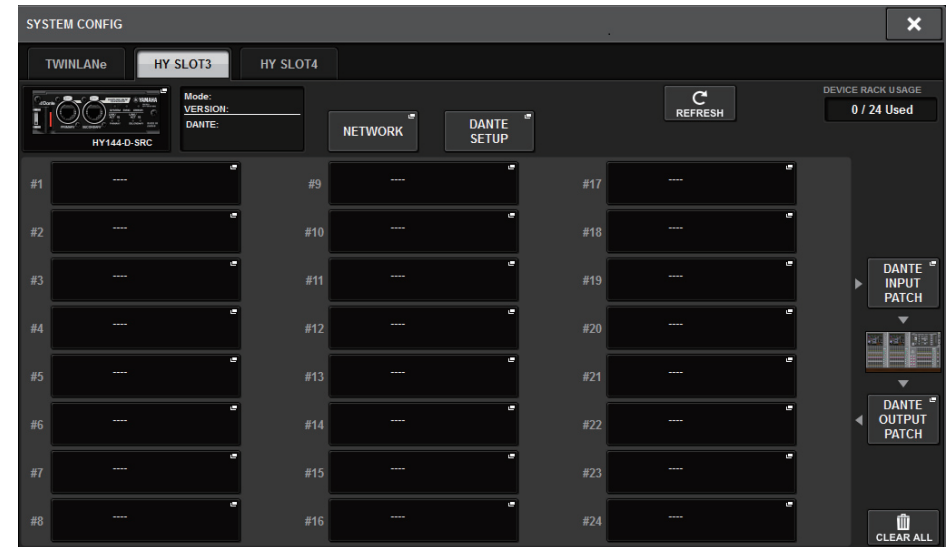 SYSTEM CONFIG
TWINLANe
HY SLOT3
HY SLOT4
HY144-D-SRC
Mode:
VERSION:
DANTE:
NETWORK
DANTE
SETUP
REFRESH
DEVICE RACK USAGE
0 / 24 Used
#1 ----
#2 ----
#3 ----
#4 ----
#5 ----
#6 ----
#7 ----
#8 ----
#9 ----
#10 ----
#11 ----
#12 ----
#13 ----
#14 ----
#15 ----
#16 ----
#17 ----
#18 ----
#19 ----
#20 ----
#21 ----
#22 ----
#23 ----
#24 ----
DANTE
INPUT
PATCH
DANTE
OUTPUT
PATCH
CLEAR ALL